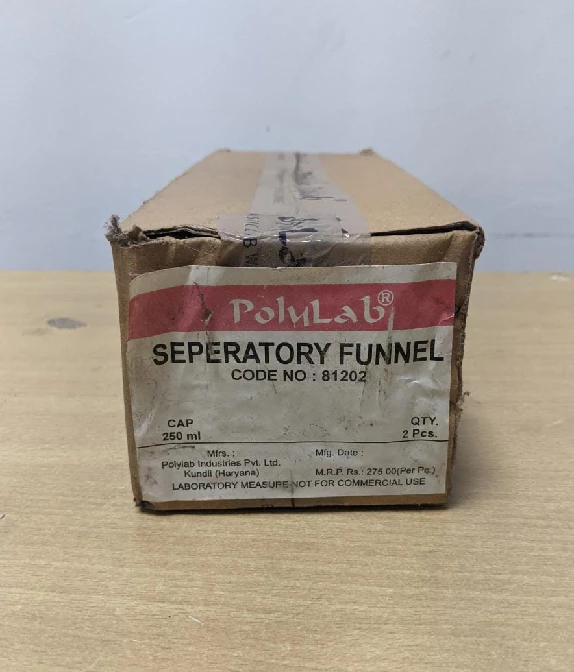 PolyLab®
SEPERATORY FUNNEL
CODE NO : 81202
CAP
250 ml
QTY.
2 Pcs.
Mfrs. :
Polylab Industries Pvt. Ltd.
Kundli (Haryana)
Mfg. Date :
M.R.P. Rs.: 275.00(Per Pc.)
LABORATORY MEASURE-NOT FOR COMMERCIAL USE